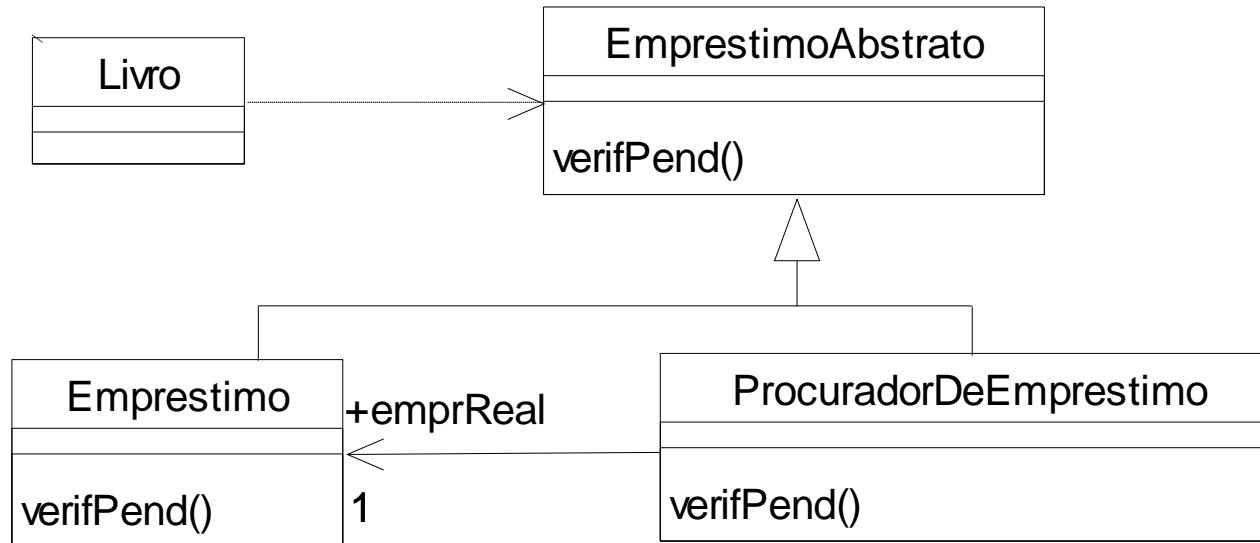 EmprestimoAbstrato
Livro
verifPend()
Emprestimo
+emprReal
ProcuradorDeEmprestimo
verifPend()
1
verifPend()